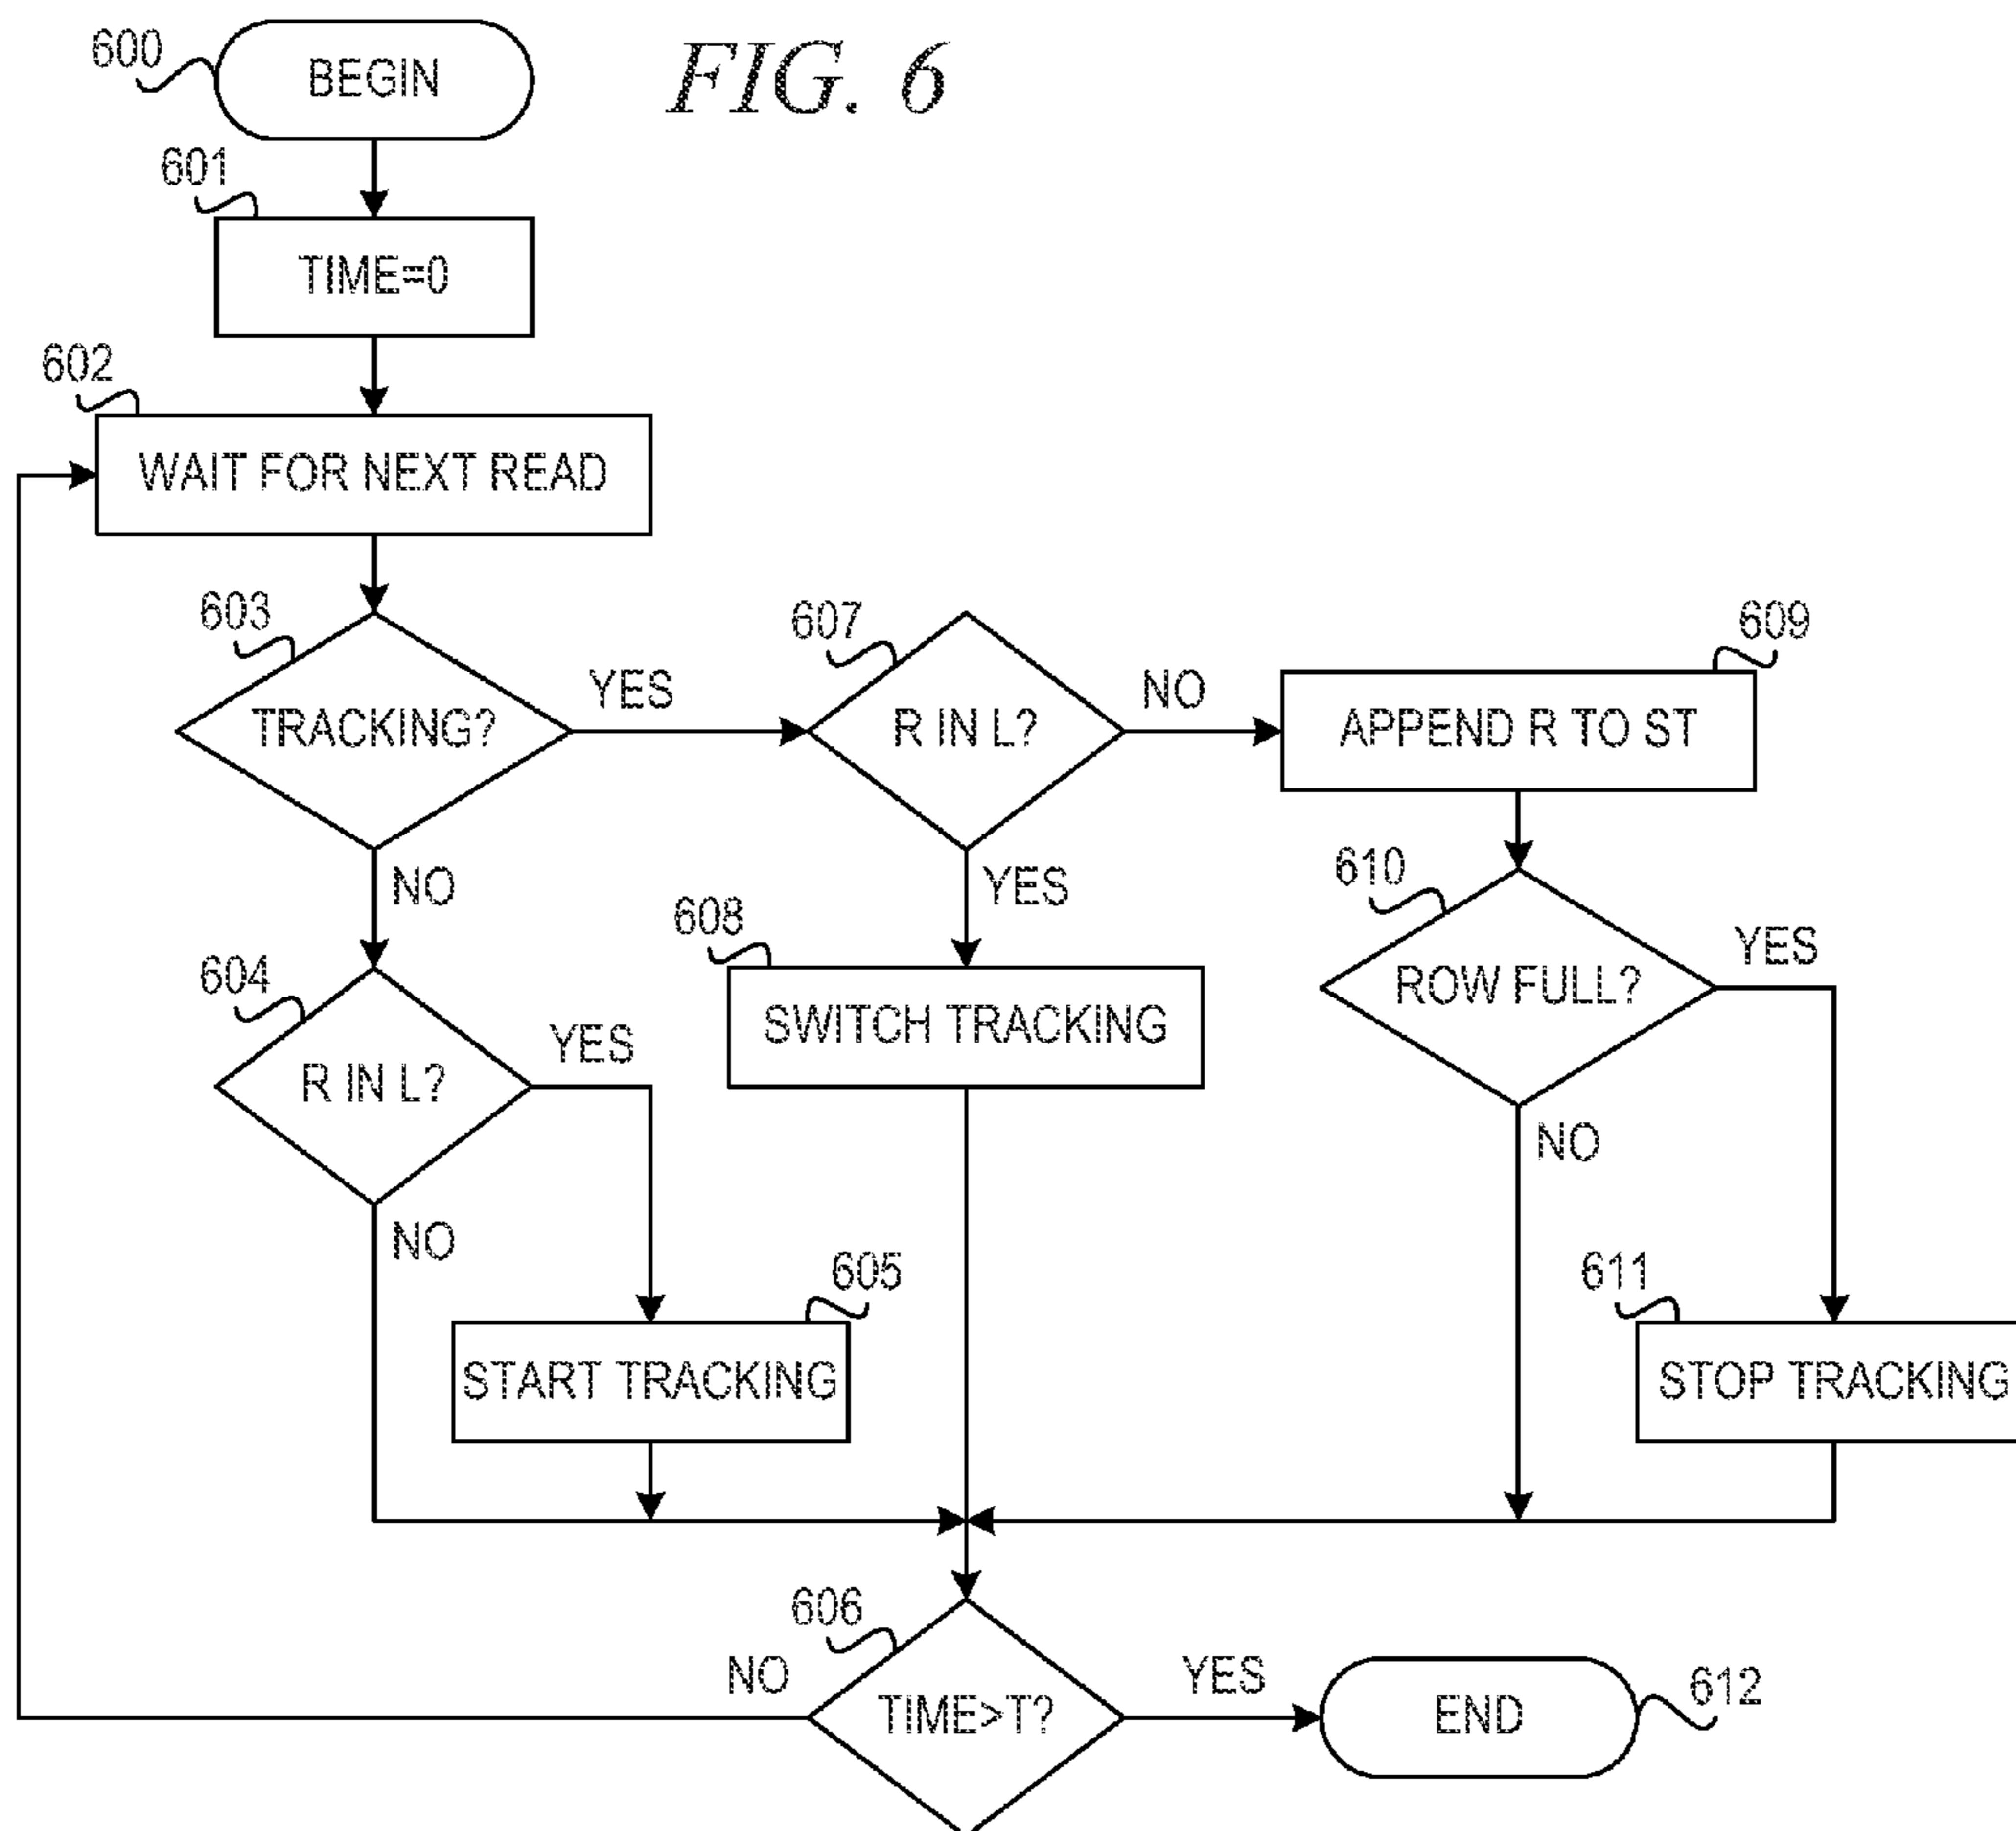 FIG. 6
600
BEGIN
601
TIME=0
602
WAIT FOR NEXT READ
603
TRACKING?
YES
NO
607
R IN L?
NO
YES
609
APPEND R TO ST
610
ROW FULL?
YES
NO
604
R IN L?
YES
NO
608
SWITCH TRACKING
605
START TRACKING
611
STOP TRACKING
606
TIME>T?
NO
YES
END
612